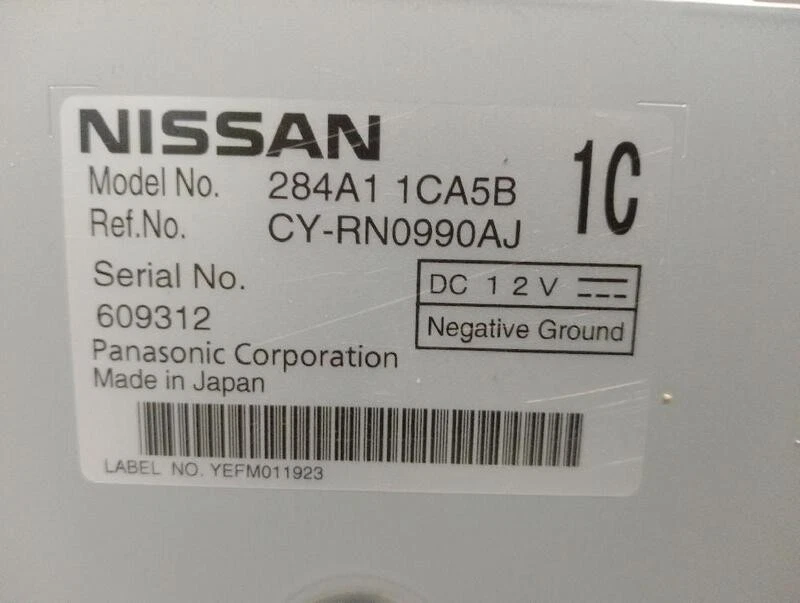 NISSAN
1C
Model No. 284A1 1CA5B
Ref.No. CY-RN0990AJ
Serial No.
609312
DC 12V
Negative Ground
Panasonic Corporation
Made in Japan
LABEL NO. YEFM011923